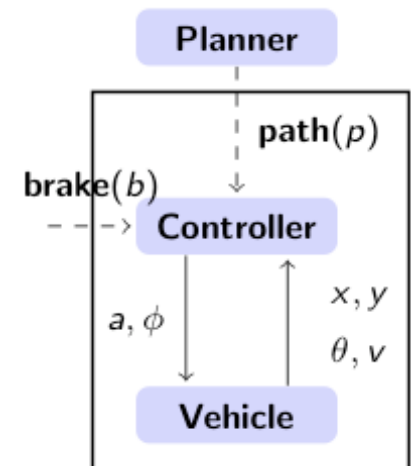 Planner
path(p)
brake(b)
Controller
a, ϕ
x, y
θ, v
Vehicle